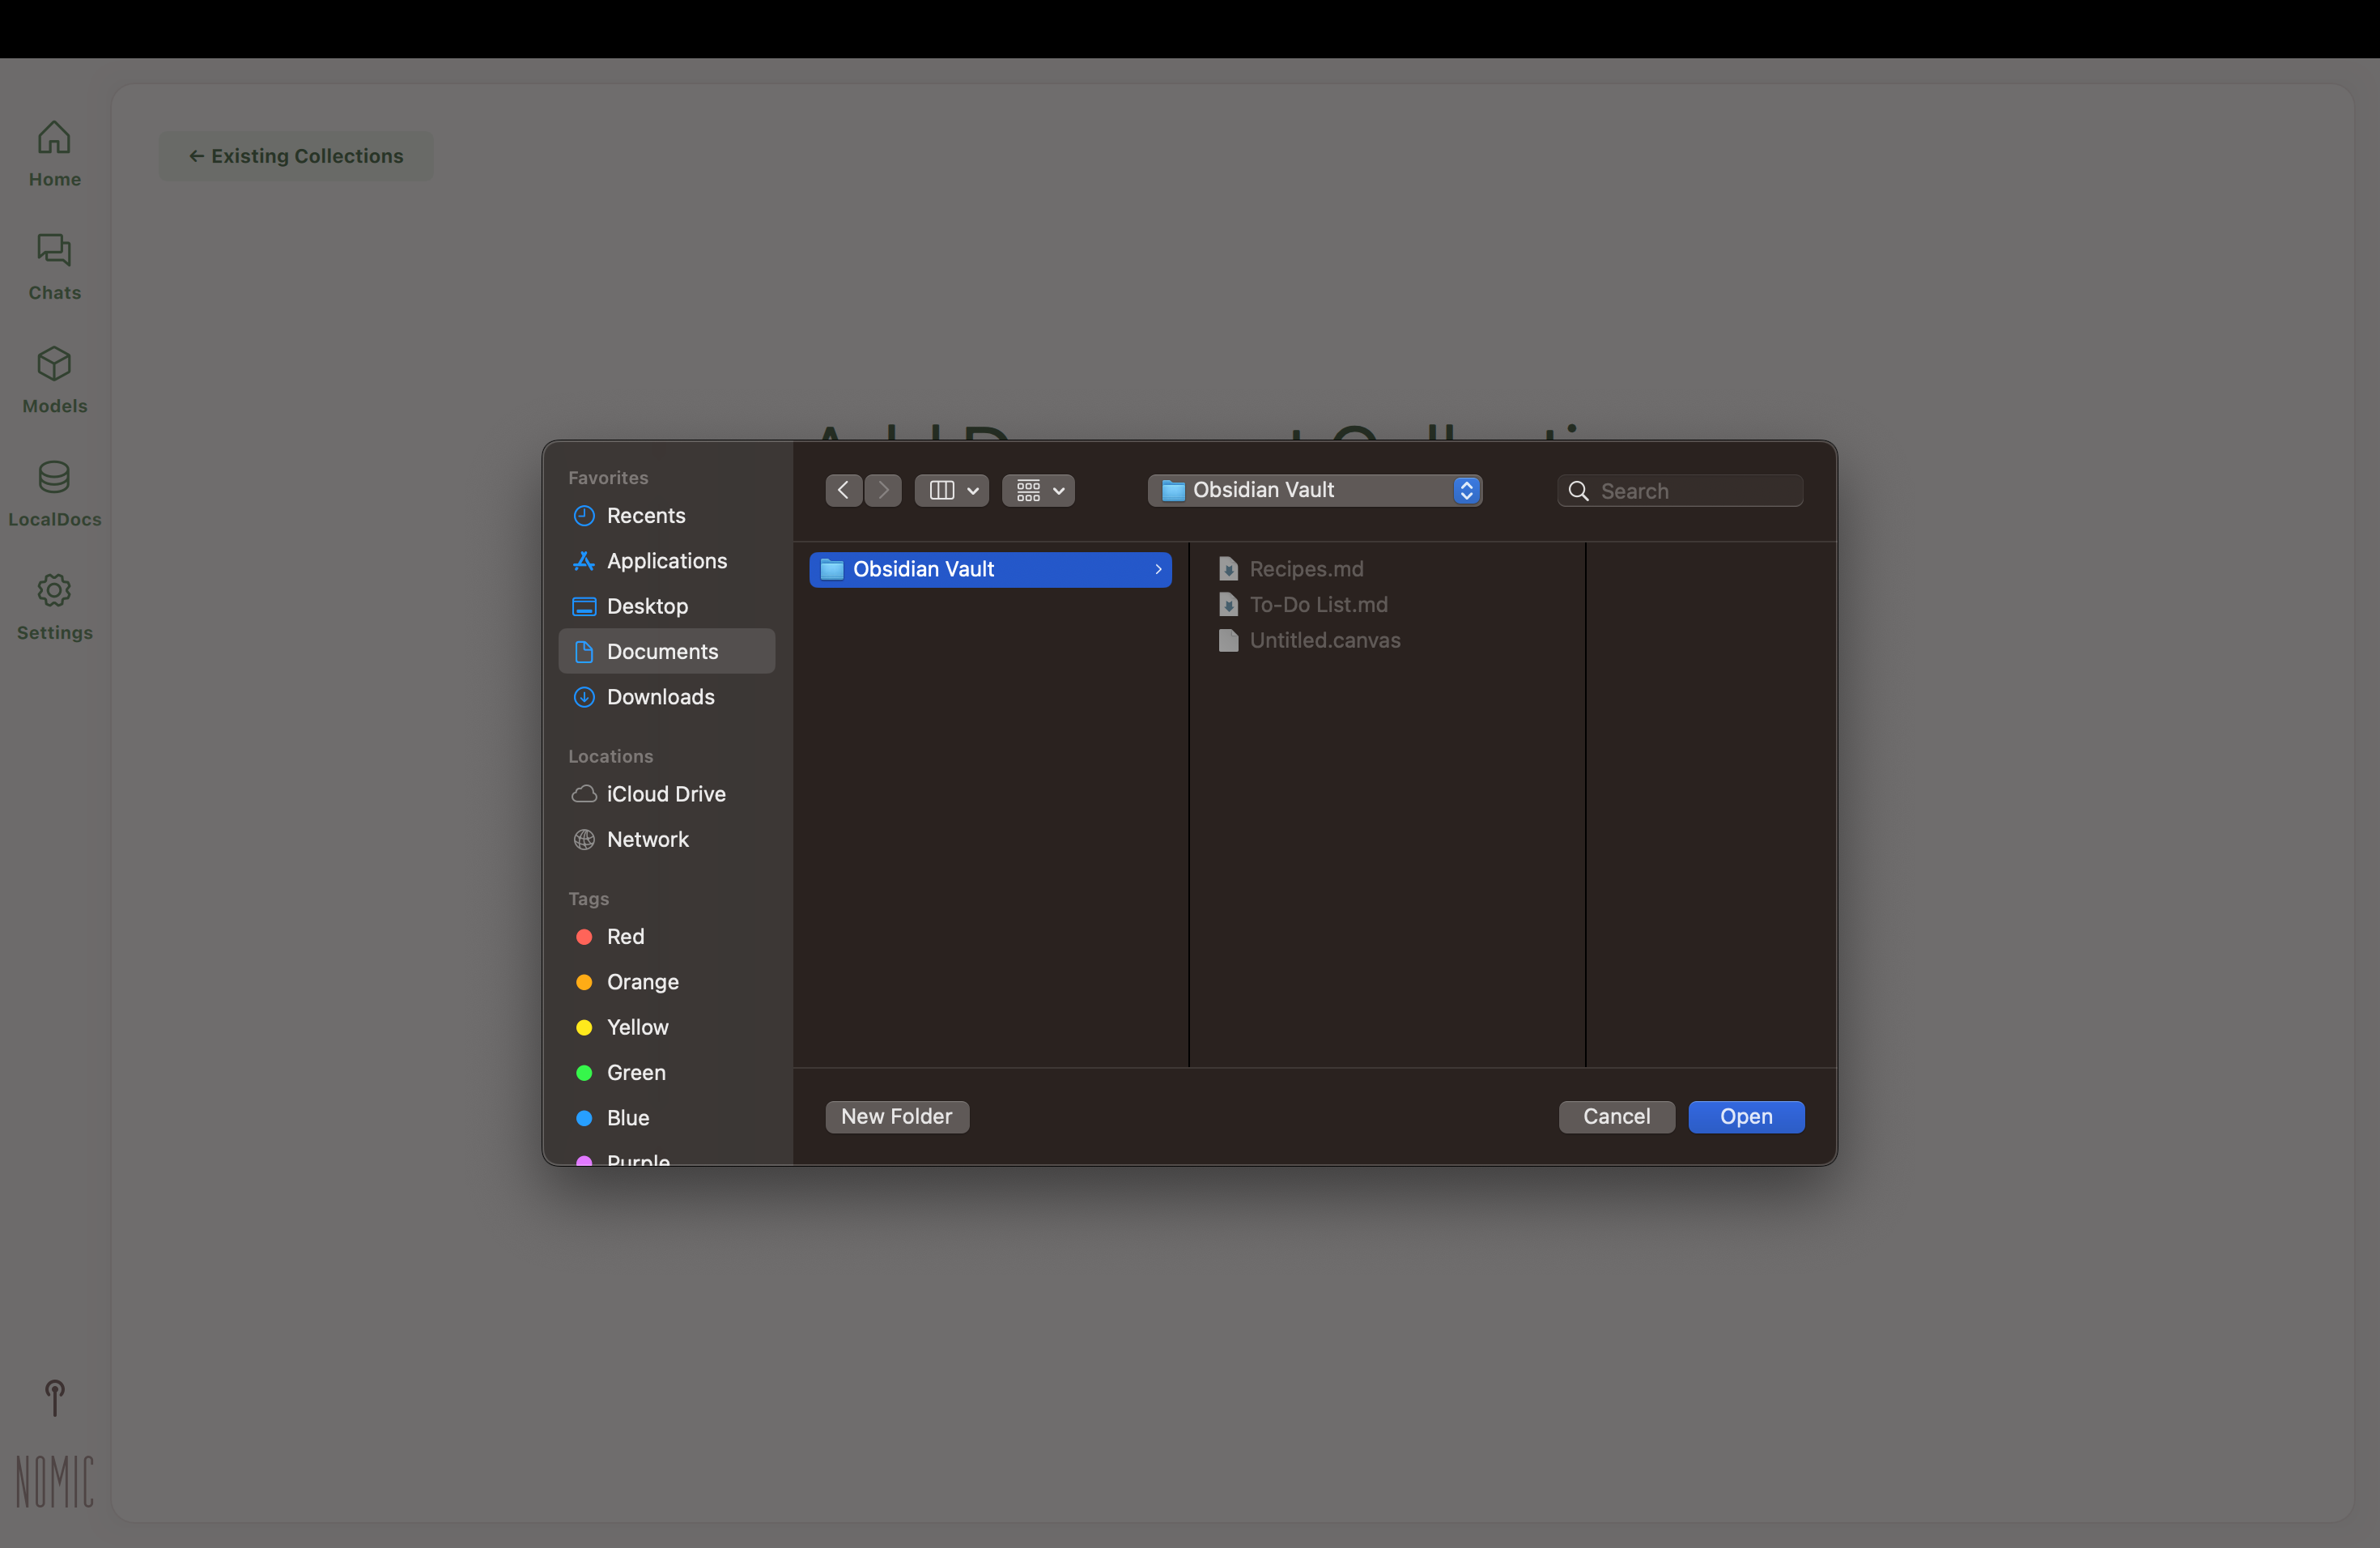 Home
Chats
Models
LocalDocs
Settings
NOMIC
← Existing Collections
Favorites
Recents
Applications
Desktop
Documents
Downloads
Locations
iCloud Drive
Network
Tags
Red
Orange
Yellow
Green
Blue
Purple
Obsidian Vault
Search
Obsidian Vault
Recipes.md
To-Do List.md
Untitled.canvas
New Folder
Cancel
Open